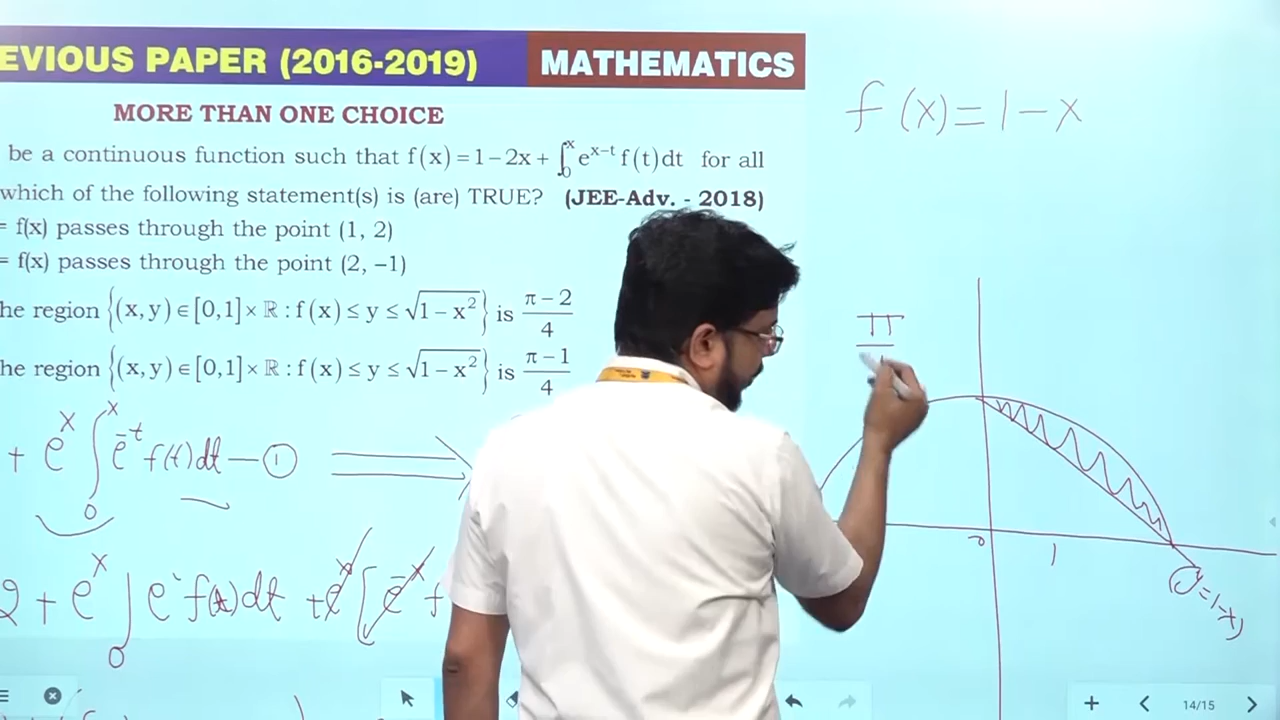 EVIOUS PAPER (2016-2019) MATHEMATICS
MORE THAN ONE CHOICE
be a continuous function such that f(x) = 1 – 2x + ∫₀ˣ e^(x–t) f(t)dt for all
which of the following statement(s) is (are) TRUE? (JEE-Adv. - 2018)
= f(x) passes through the point (1, 2)
= f(x) passes through the point (2, –1)
he region {(x, y) ∈ [0,1] × ℝ : f(x) ≤ y ≤ √(1 – x²)} is (π – 2)/4
he region {(x, y) ∈ [0,1] × ℝ : f(x) ≤ y ≤ √(1 – x²)} is (π – 1)/4
+ e^x ∫₀ˣ e^-t f(t)dt — ①
2 + e^x ∫₀ e f(t)dt + e^x [e^-x f
f(x) = 1 – x
π
0
1
= 1-x
14/15